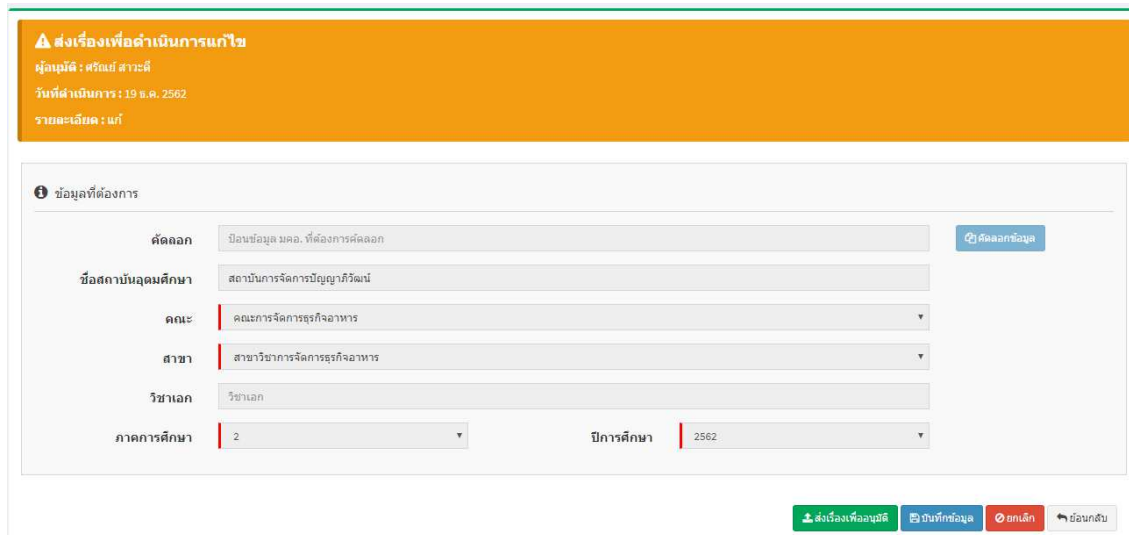 ส่งเรื่องเพื่อดำเนินการแก้ไข
ผู้อนุมัติ : ศรัณย์ สาวะดี
วันที่ดำเนินการ : 19 ธ.ค. 2562
รายละเอียด : แก้
ข้อมูลที่ต้องการ
คัดลอก ป้อนข้อมูล มคอ. ที่ต้องการคัดลอก คัดลอกข้อมูล
ชื่อสถาบันอุดมศึกษา สถาบันการจัดการปัญญาภิวัฒน์
คณะ คณะการจัดการธุรกิจอาหาร
สาขา สาขาวิชาการจัดการธุรกิจอาหาร
วิชาเอก วิชาเอก
ภาคการศึกษา 2 ปีการศึกษา 2562
ส่งเรื่องเพื่ออนุมัติ บันทึกข้อมูล ยกเลิก ย้อนกลับ